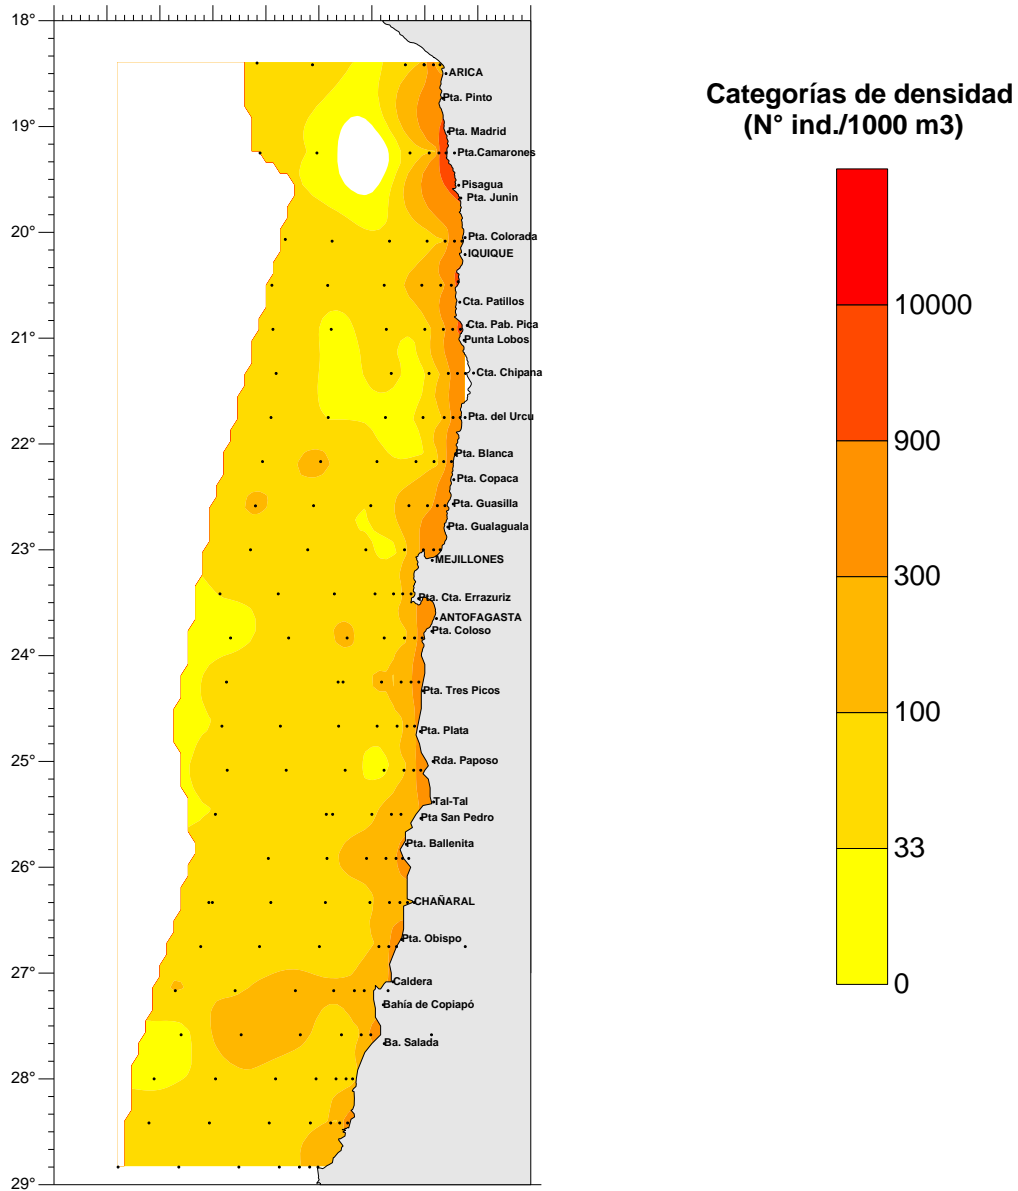 18°
19°
20°
21°
22°
23°
24°
25°
26°
27°
28°
29°
ARICA
Pta. Pinto
Pta. Madrid
Pta.Camarones
Pisagua
Pta. Junin
Pta. Colorada
IQUIQUE
Cta. Patillos
Cta. Pab. Pica
Punta Lobos
Cta. Chipana
Pta. del Urcu
Pta. Blanca
Pta. Copaca
Pta. Guasilla
Pta. Gualaguala
MEJILLONES
Pta. Cta. Errazuriz
ANTOFAGASTA
Pta. Coloso
Pta. Tres Picos
Pta. Plata
Rda. Paposo
Tal-Tal
Pta San Pedro
Pta. Ballenita
CHAÑARAL
Pta. Obispo
Caldera
Bahía de Copiapó
Ba. Salada
Categorías de densidad
(N° ind./1000 m3)
10000
900
300
100
33
0